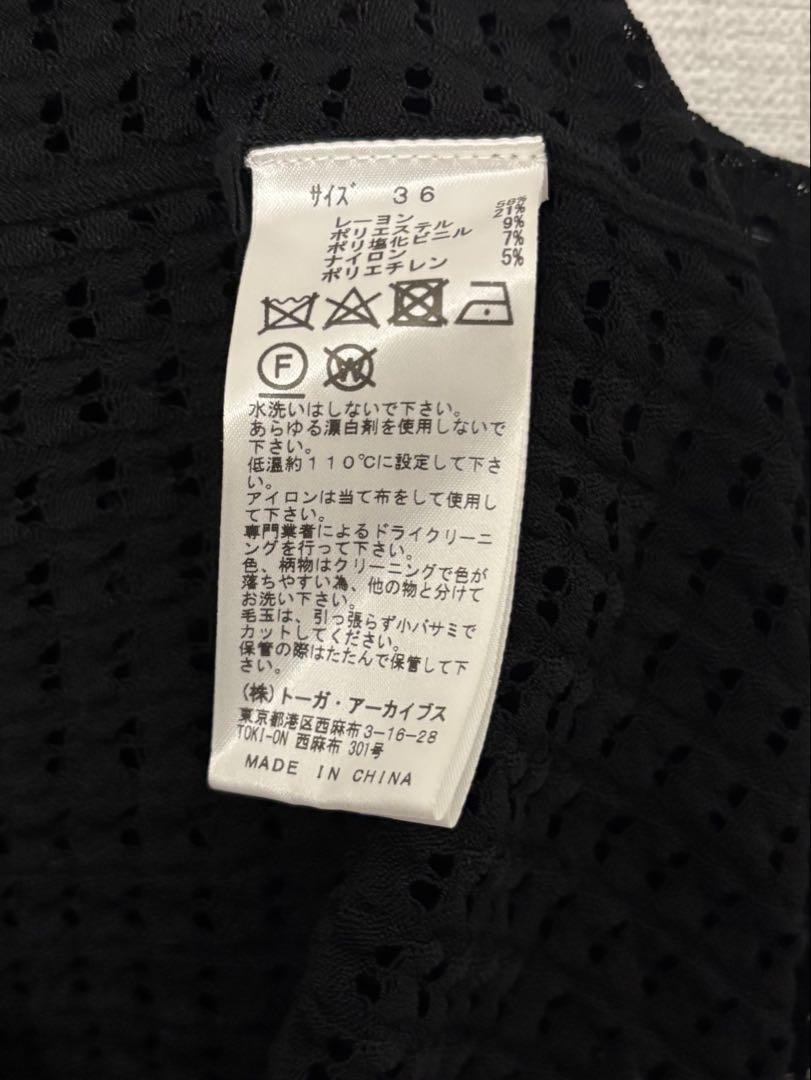 サイズ 36
レーヨン 58%
ポリエステル 21%
ポリ塩化ビニル 9%
ナイロン 7%
ポリエチレン 5%
F
W
水洗いはしないで下さい。
あらゆる漂白剤を使用しないで
下さい。
低温約110℃に設定して下さ
い。
アイロンは当て布をして使用し
て下さい。
専門業者によるドライクリーニ
ングを行って下さい。
色、柄物はクリーニングで色が
落ちやすい為、他の物と分けて
お洗い下さい。
毛玉は、引っ張らず小バサミで
カットしてください。
保管の際はたたんで保管して下
さい。
(株)トーガ・アーカイブス
東京都港区西麻布3-16-28
TOKI-ON 西麻布 301号
MADE IN CHINA